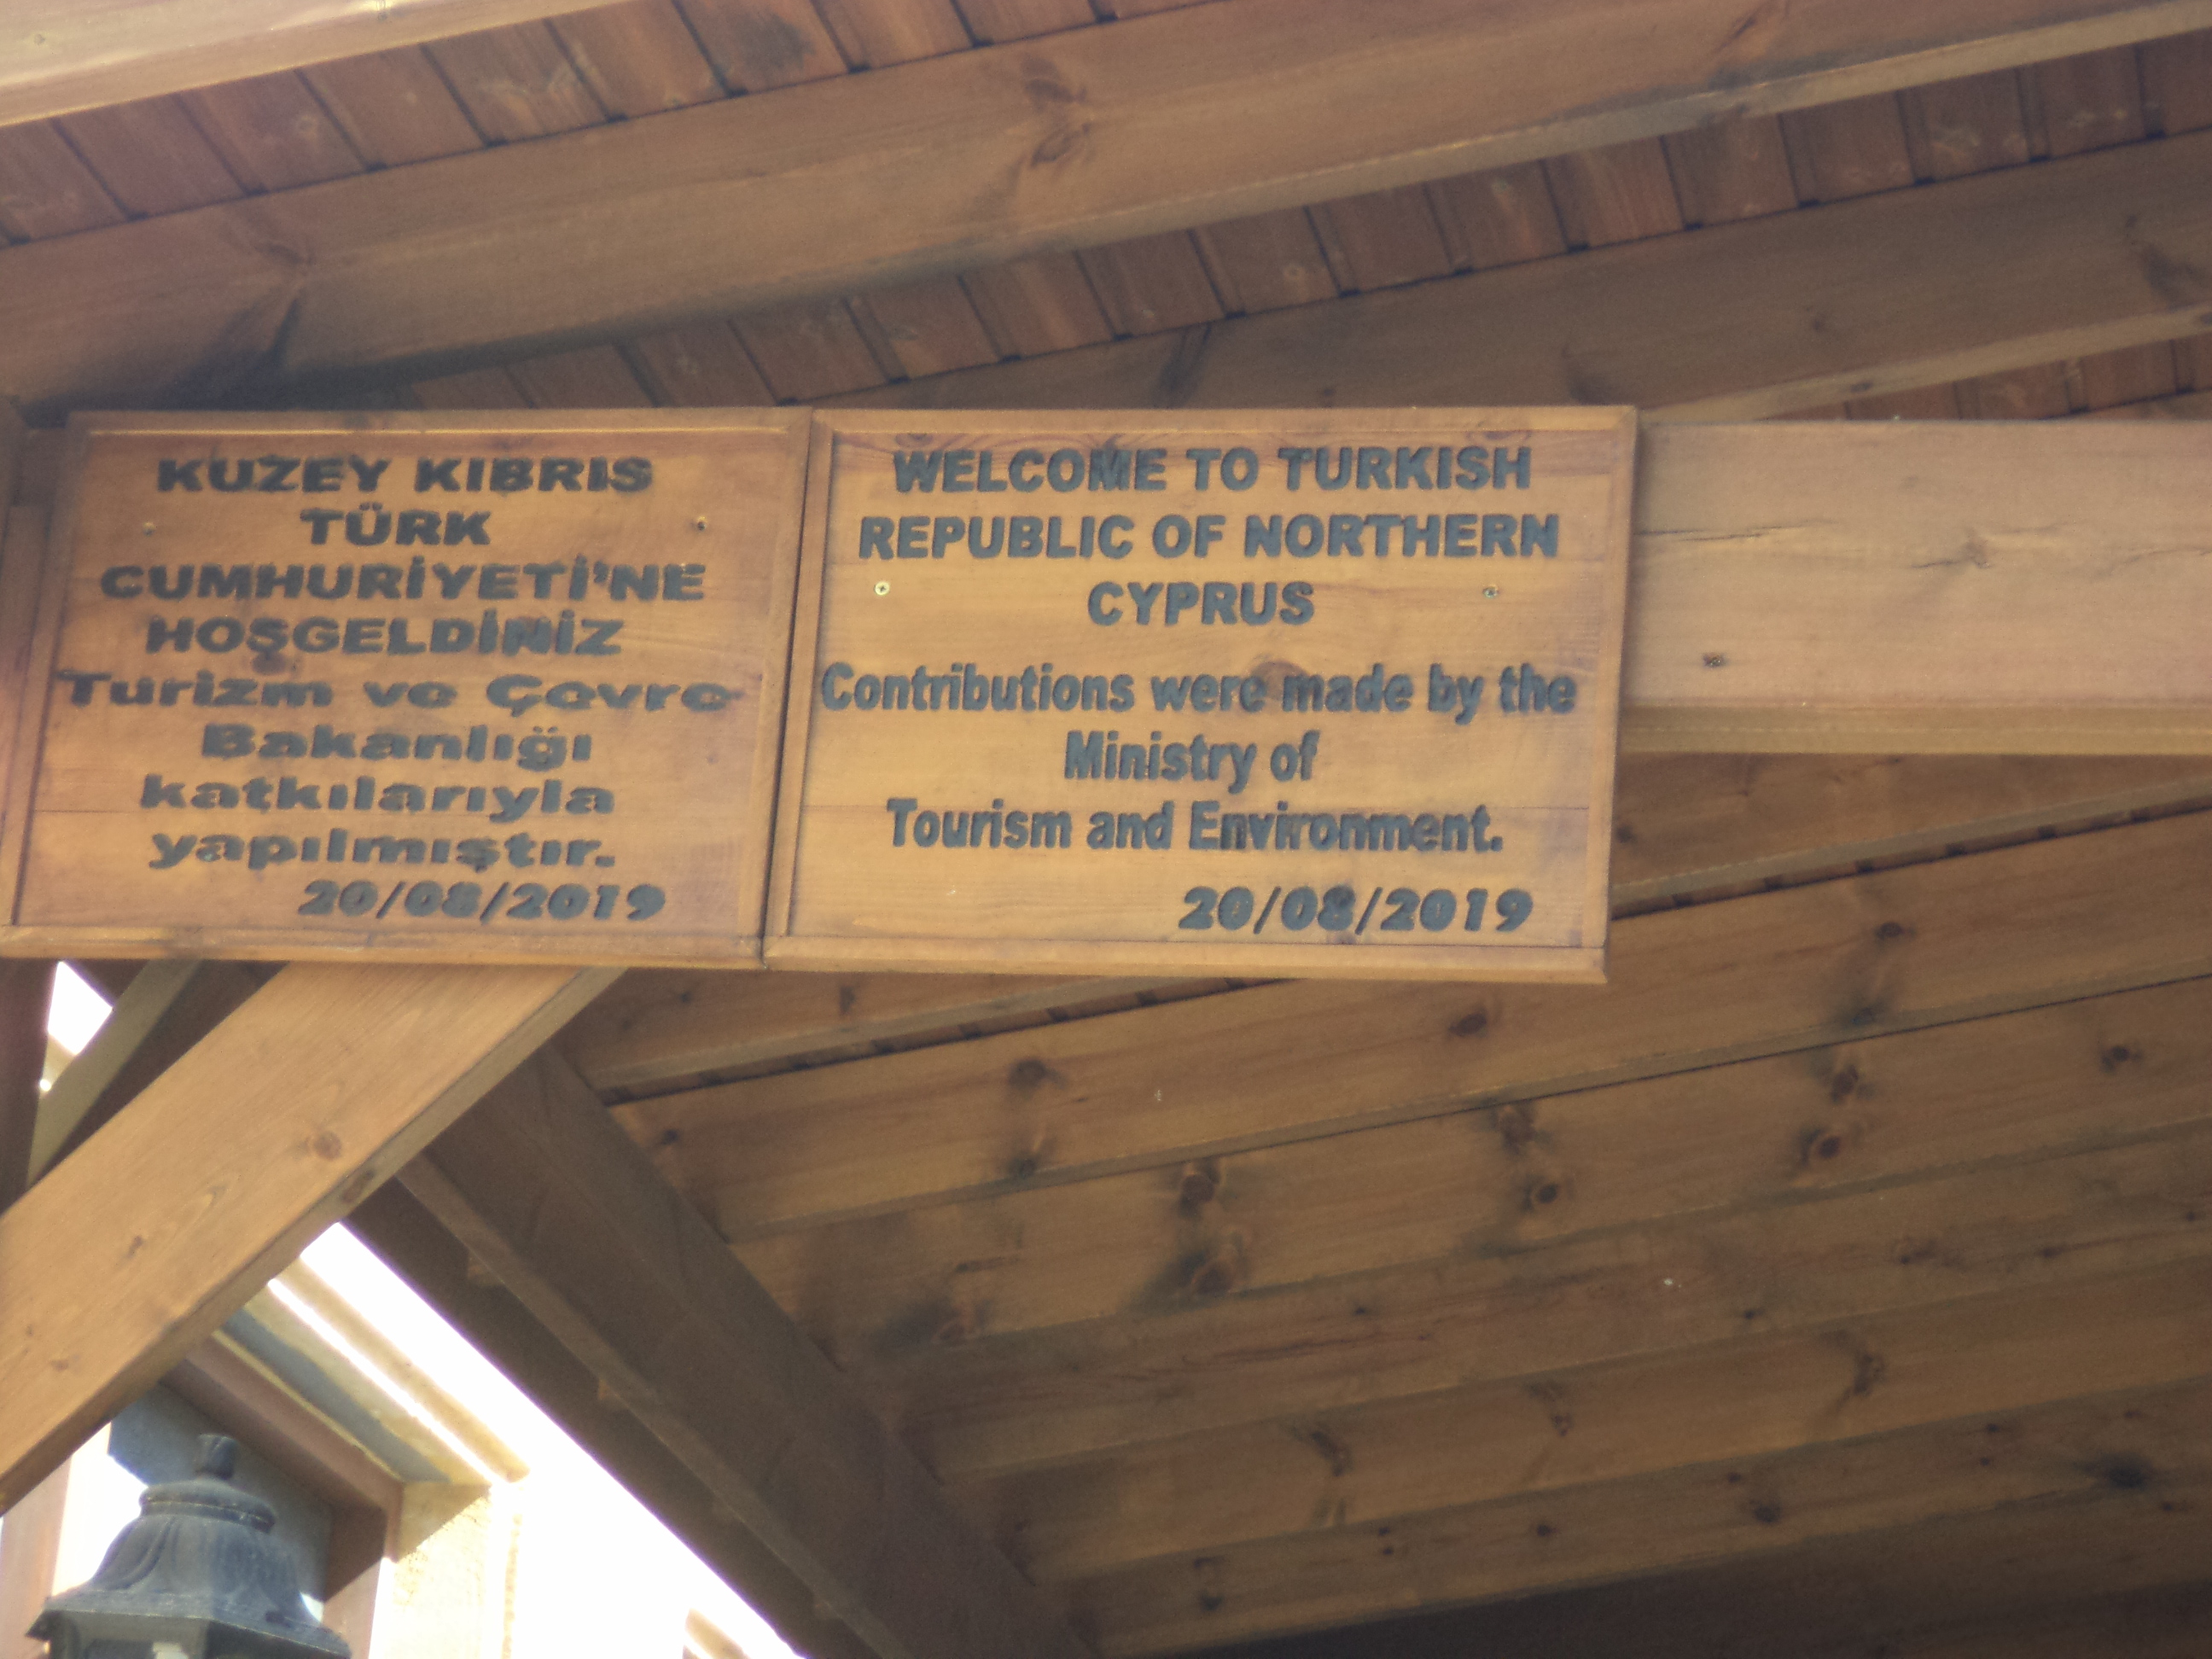 KUZEY KIBRIS
TÜRK
CUMHURİYETİ'NE
HOŞGELDİNİZ
Turizm ve Çevre
Bakanlığı
katkılarıyla
yapılmıştır.
20/08/2019
WELCOME TO TURKISH
REPUBLIC OF NORTHERN
CYPRUS
Contributions were made by the
Ministry of
Tourism and Environment.
20/08/2019